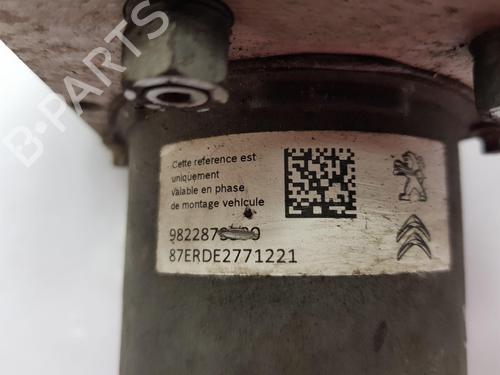 B-PARTS
Cette reference est
uniquement
Valable en phase
de montage vehicule
87ERDE2771221